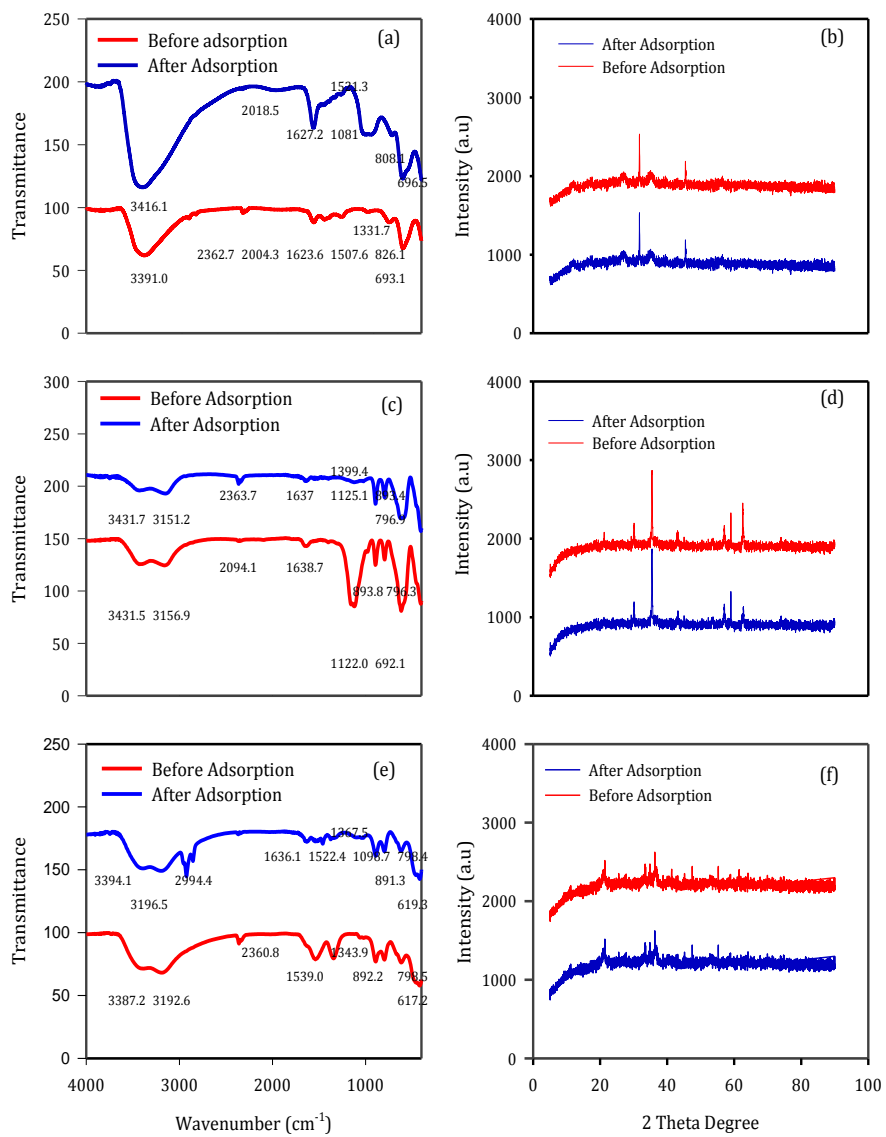 250
200
150
100
50
0
Transmittance
Before adsorption
After Adsorption
(a)
1531.3
2018.5
1627.2 1081
808.1
696.5
3416.1
1331.7
2362.7 2004.3 1623.6 1507.6 826.1
3391.0 693.1
4000
3000
2000
1000
0
Intensity (a.u)
After Adsorption
Before Adsorption
(b)
300
250
200
150
100
50
0
Transmittance
Before Adsorption
After Adsorption
(c)
1399.4
2363.7 1637 1125.1
796.9
3431.7 3151.2
2094.1 1638.7
893.8 796.3
3431.5 3156.9
1122.0 692.1
4000
3000
2000
1000
0
Intensity (a.u)
After Adsorption
Before Adsorption
(d)
250
200
150
100
50
0
Transmittance
Before Adsorption
After Adsorption
(e)
1367.5
1636.1 1522.4 1098.7 798.4
3394.1 2994.4 891.3
3196.5 619.3
2360.8 1343.9
1539.0 892.2 798.5
3387.2 3192.6 617.2
4000 3000 2000 1000
Wavenumber (cm-1)
4000
3000
2000
1000
0
Intensity (a.u)
After Adsorption
Before Adsorption
(f)
0 20 40 60 80 100
2 Theta Degree